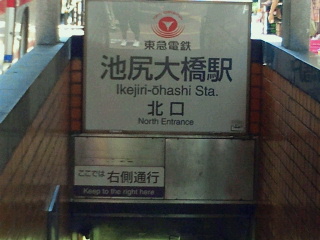 東急電鉄
池尻大橋駅
Ikejiri-ōhashi Sta.
北口
North Entrance
ここでは 右側通行
Keep to the right here